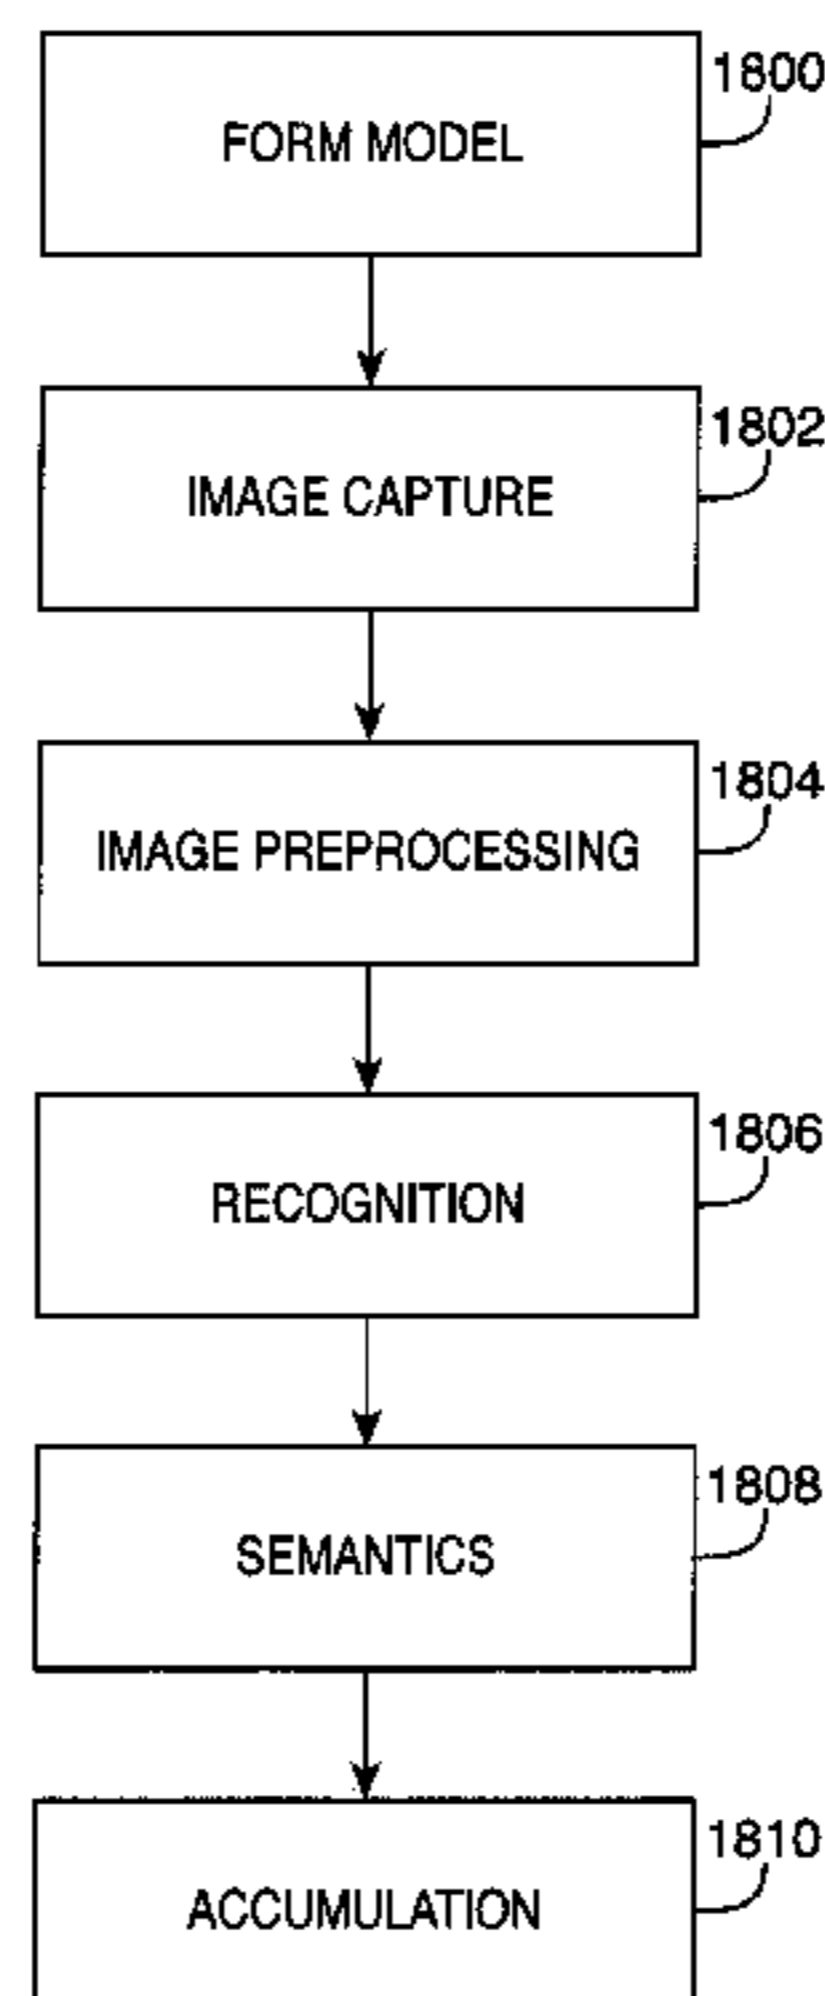 1800
FORM MODEL
1802
IMAGE CAPTURE
1804
IMAGE PREPROCESSING
1806
RECOGNITION
1808
SEMANTICS
1810
ACCUMULATION